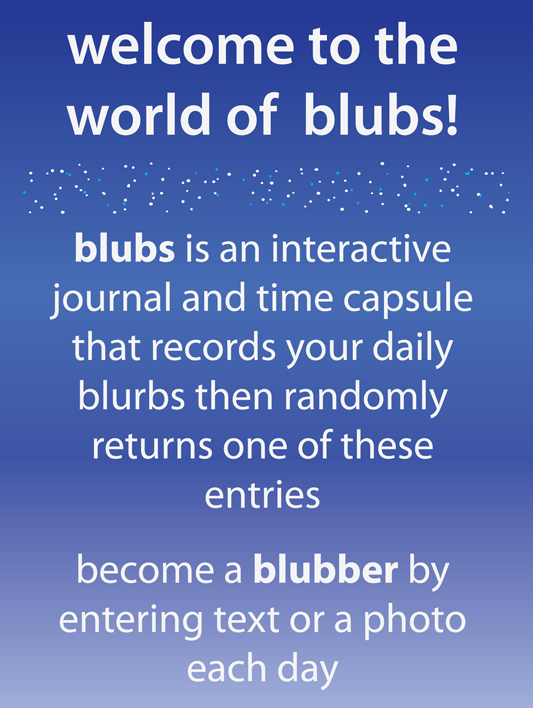 welcome to the
world of  blubs!
blubs is an interactive
journal and time capsule
that records your daily
blurbs then randomly
returns one of these
entries
become a blubber by
entering text or a photo
each day